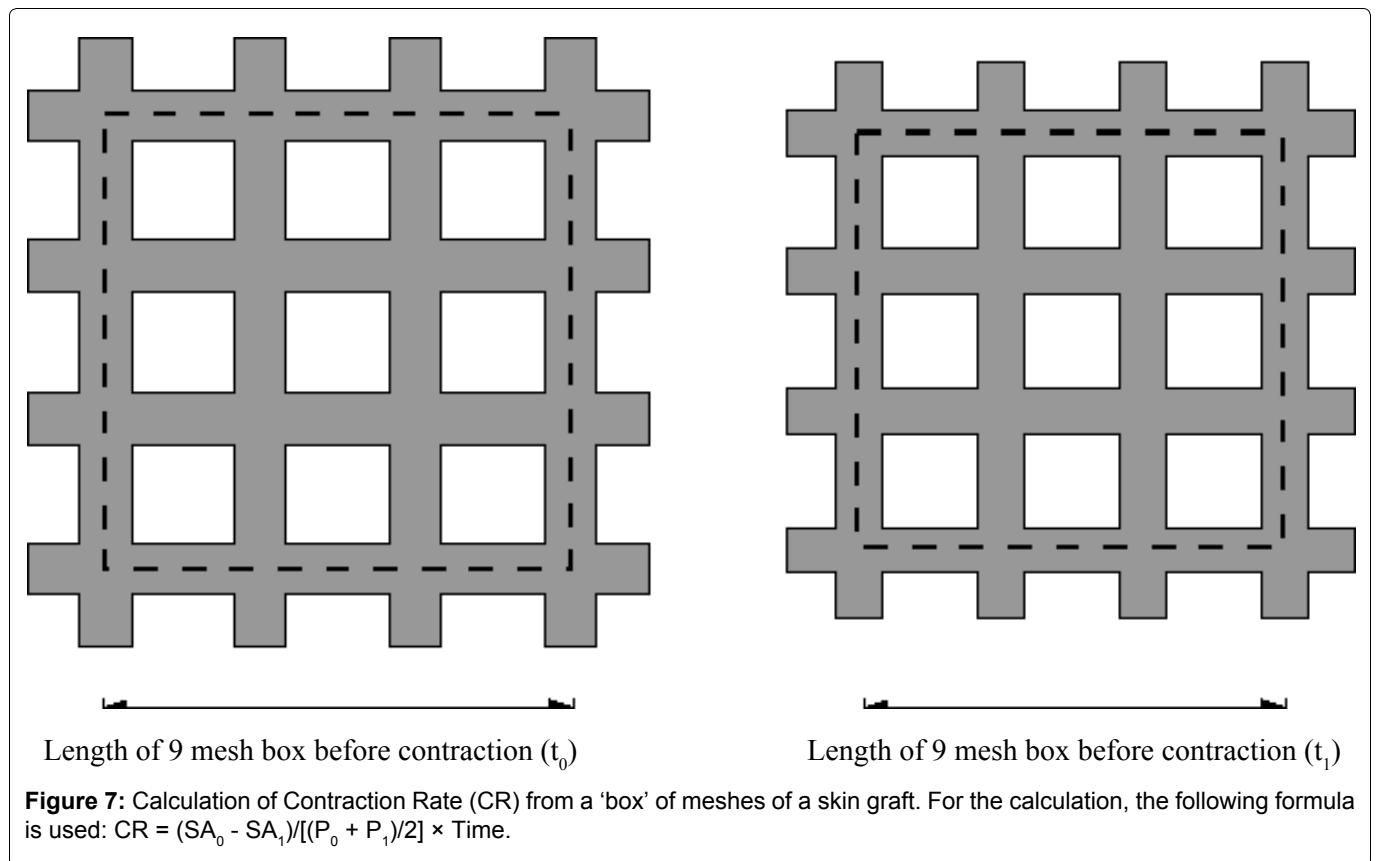 Length of 9 mesh box before contraction (t₀)
Length of 9 mesh box before contraction (t₁)
Figure 7: Calculation of Contraction Rate (CR) from a ‘box’ of meshes of a skin graft. For the calculation, the following formula
is used: CR = (SA₀ - SA₁)/[(P₀ + P₁)/2] × Time.